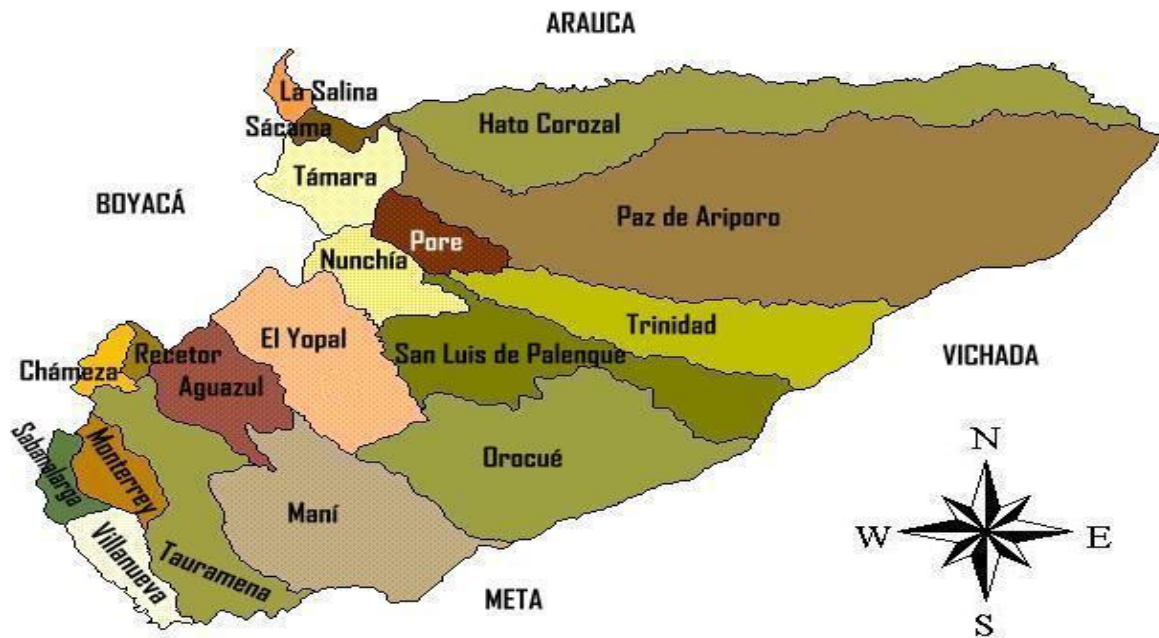 ARAUCA
La Salina
Hato Corozal
Sácama
Támara
BOYACÁ
Paz de Ariporo
Pore
Nunchía
Trinidad
El Yopal
San Luis de Palenque
VICHADA
Recetor
Chámeza
Aguazul
Sabanalarga
Monterrey
Orocué
Maní
Villanueva
Tauramena
META
N
W
E
S